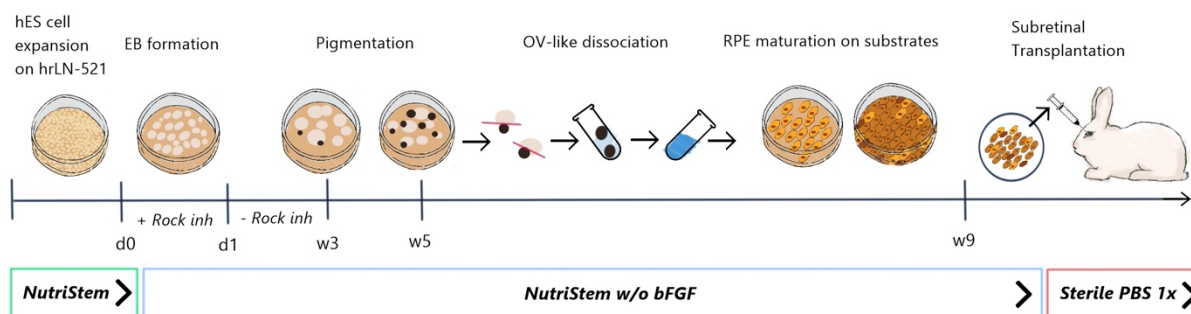 hES cell
expansion
on hrLN-521
EB formation
Pigmentation
OV-like dissociation
RPE maturation on substrates
Subretinal
Transplantation
+ Rock inh
- Rock inh
d0
d1
w3
w5
w9
NutriStem
NutriStem w/o bFGF
Sterile PBS 1x